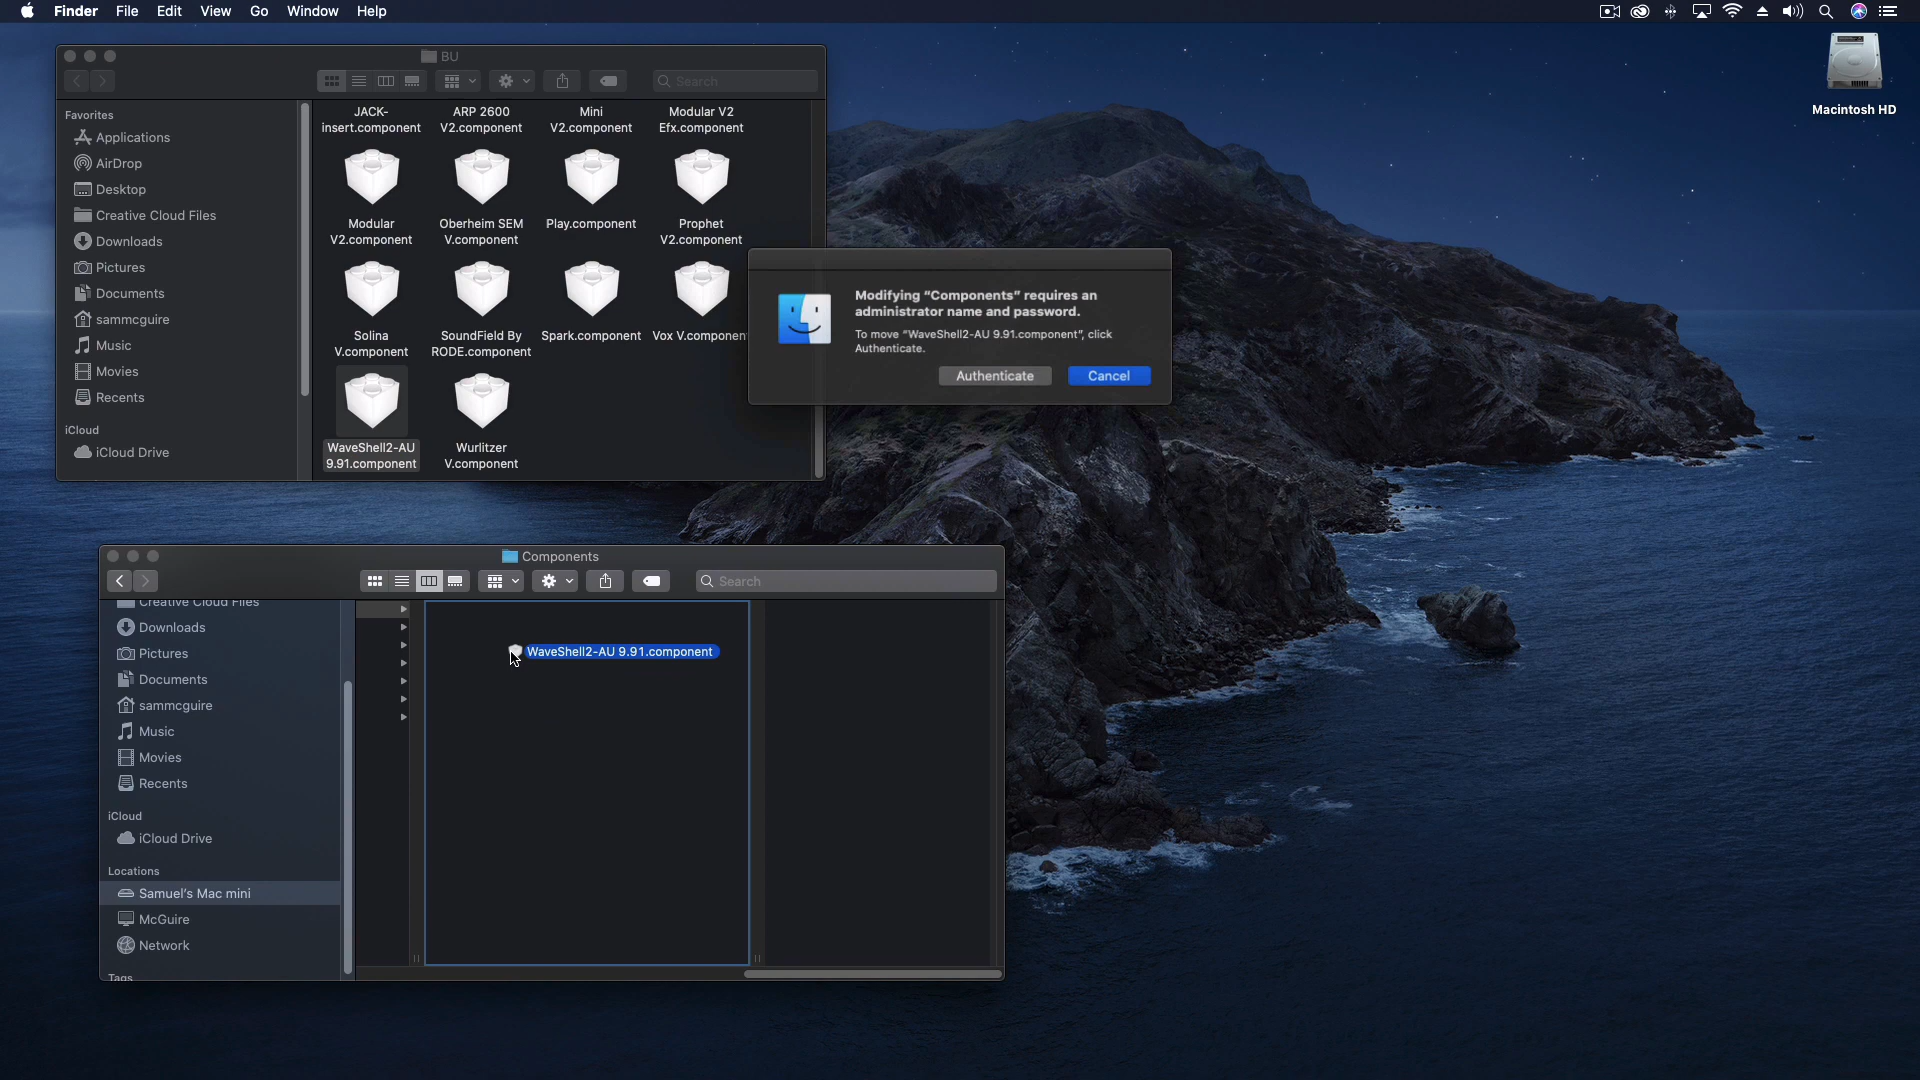 Finder File Edit View Go Window Help
Macintosh HD
BU
Search
Favorites
Applications
AirDrop
Desktop
Creative Cloud Files
Downloads
Pictures
Documents
sammcguire
Music
Movies
Recents
iCloud
iCloud Drive
JACK-
insert.component
ARP 2600
V2.component
Mini
V2.component
Modular V2
Efx.component
Modular
V2.component
Oberheim SEM
V.component
Play.component
Prophet
V2.component
Solina
V.component
SoundField By
RODE.component
Spark.component
Vox V.componen
WaveShell2-AU
9.91.component
Wurlitzer
V.component
Modifying “Components” requires an
administrator name and password.
To move “WaveShell2-AU 9.91.component”, click
Authenticate.
Authenticate
Cancel
Components
Search
Creative Cloud Files
Downloads
Pictures
Documents
sammcguire
Music
Movies
Recents
iCloud
iCloud Drive
Locations
Samuel's Mac mini
McGuire
Network
Tags
WaveShell2-AU 9.91.component